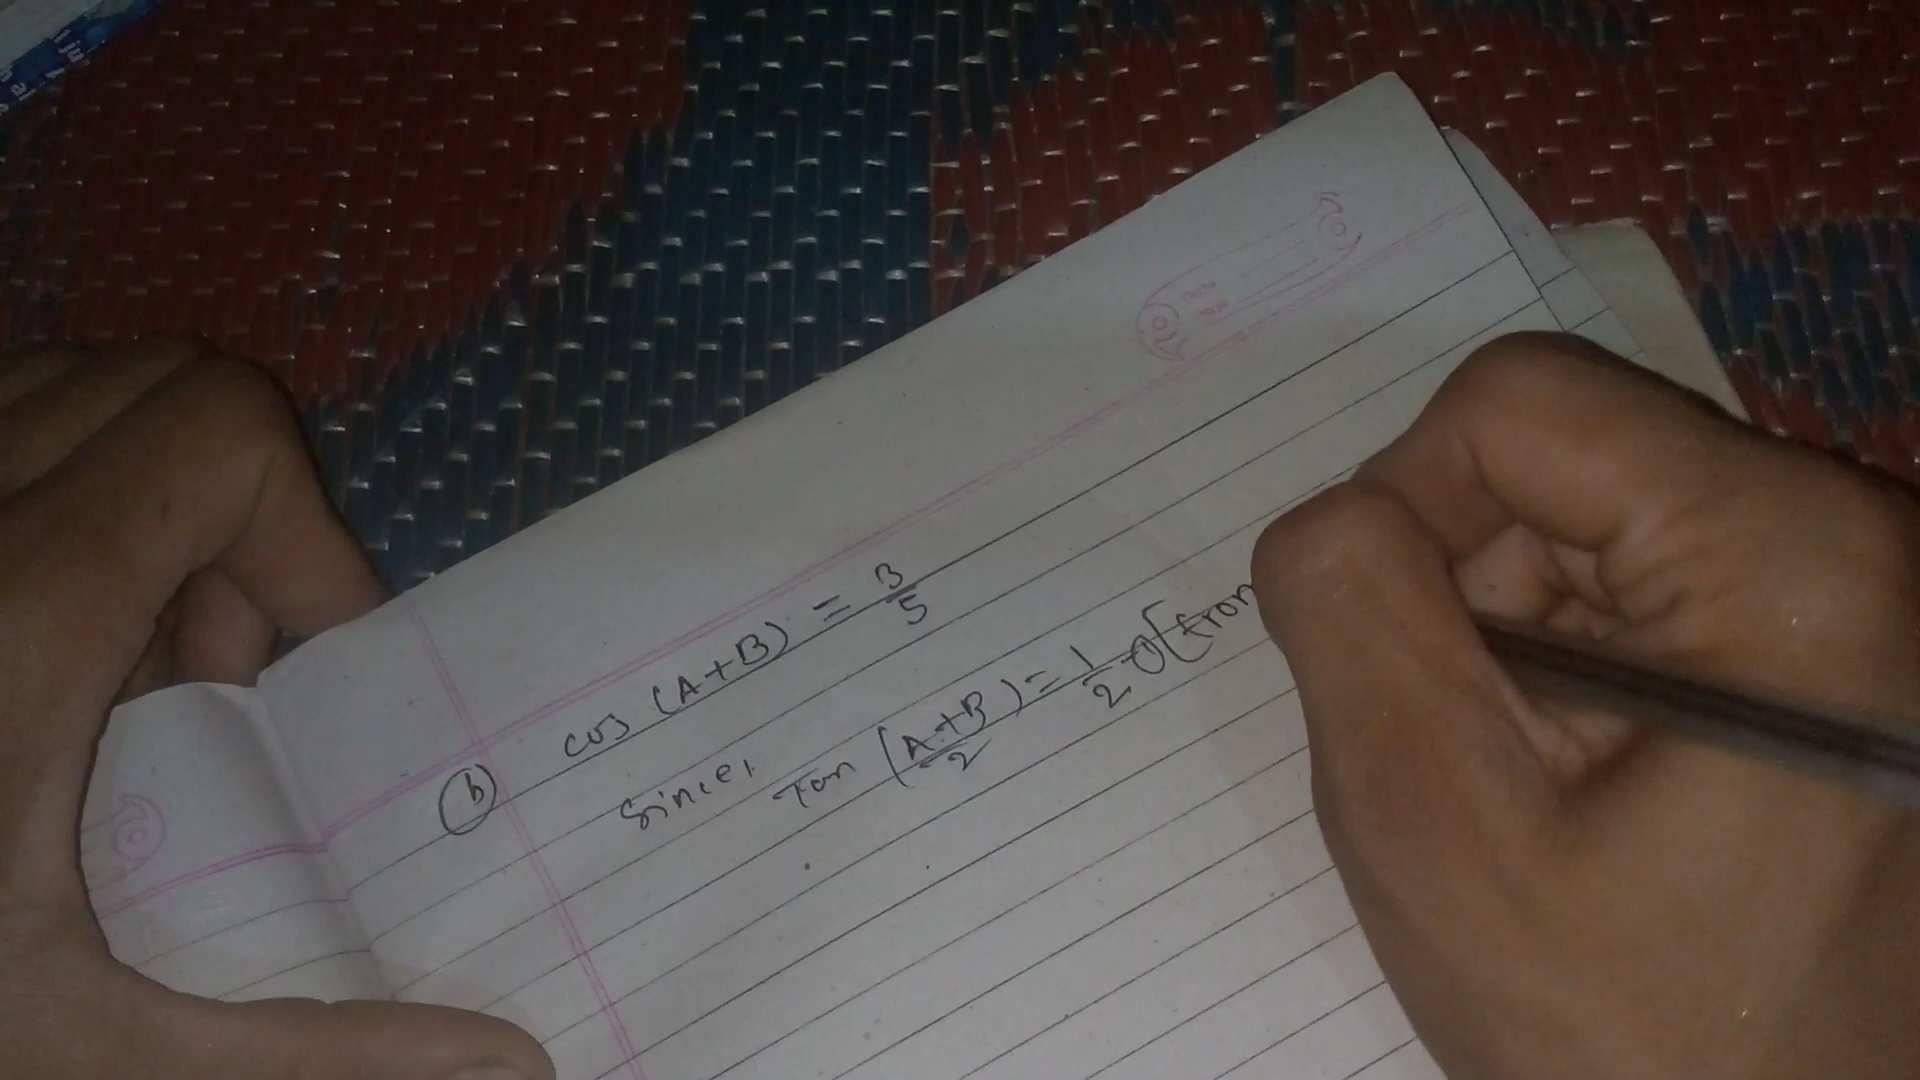 (b) cos (A+B) = 3/5
Since,
Tan (A+B/2) = 1/2 -① [from